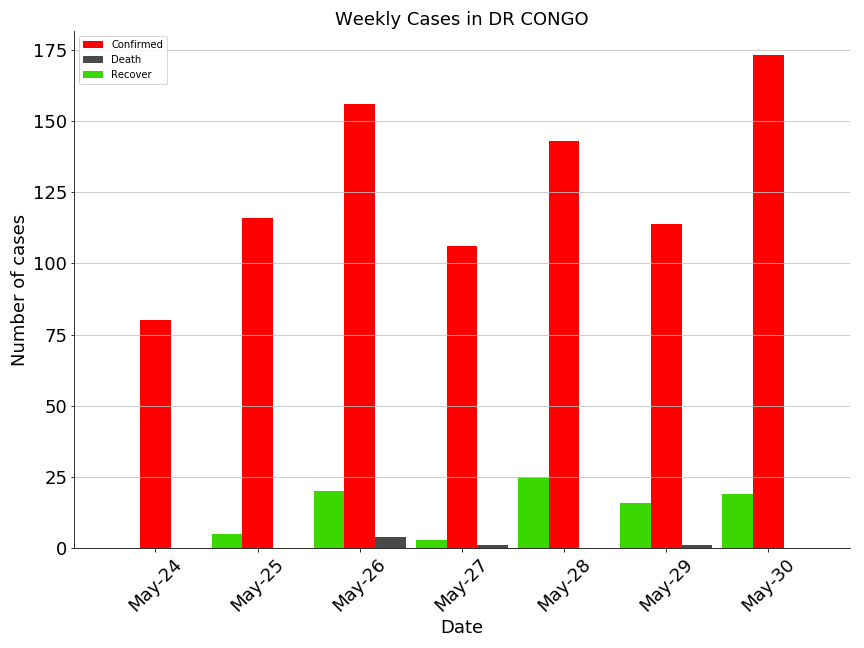 Weekly Cases in DR CONGO
Confirmed
Death
Recover
Number of cases
175
150
125
100
75
50
25
0
May-24
May-25
May-26
May-27
May-28
May-29
May-30
Date